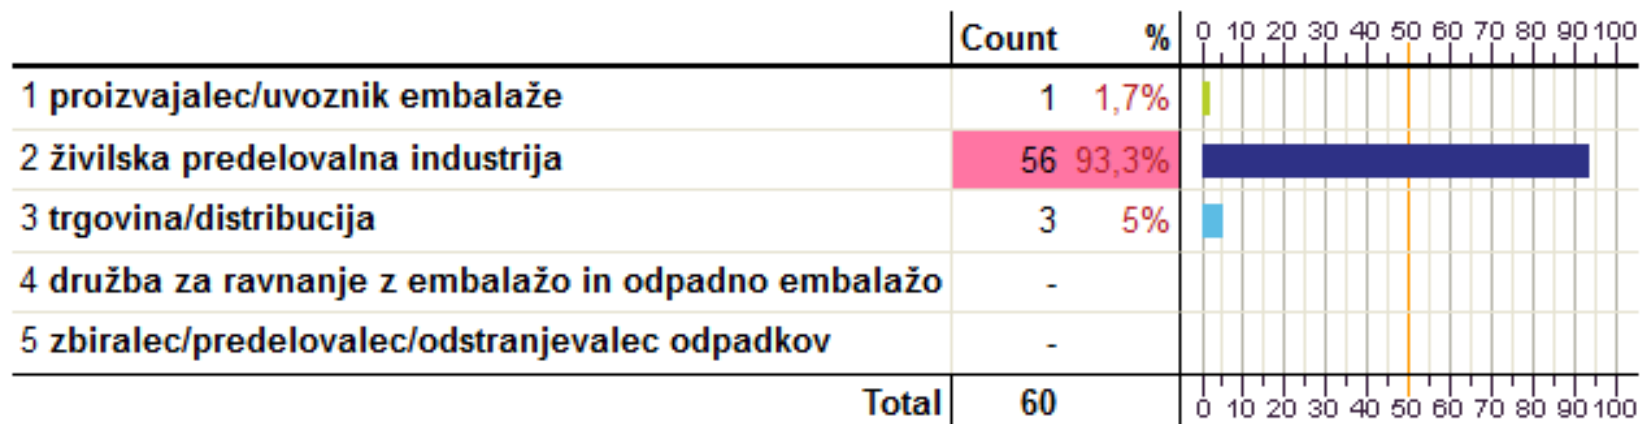 Count % 0 10 20 30 40 50 60 70 80 90 100
1 proizvajalec/uvoznik embalaže 1 1,7%
2 živilska predelovalna industrija 56 93,3%
3 trgovina/distribucija 3 5%
4 družba za ravnanje z embalažo in odpadno embalažo -
5 zbiralec/predelovalec/odstranjevalec odpadkov -
Total 60 0 10 20 30 40 50 60 70 80 90 100